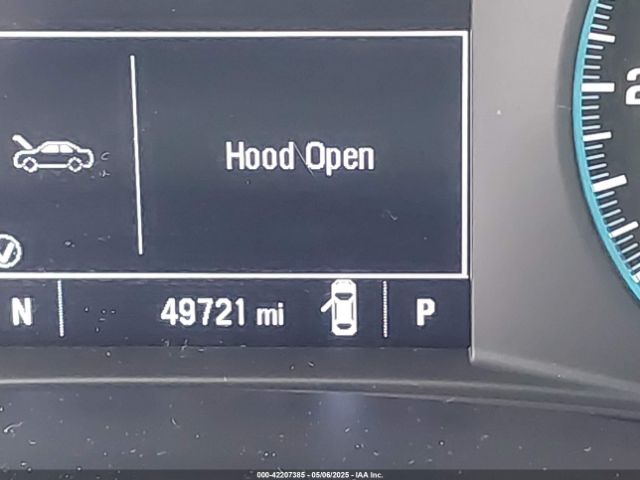 Hood Open
N
49721 mi
P
000-42207385 - 05/06/2025 - IAA Inc.